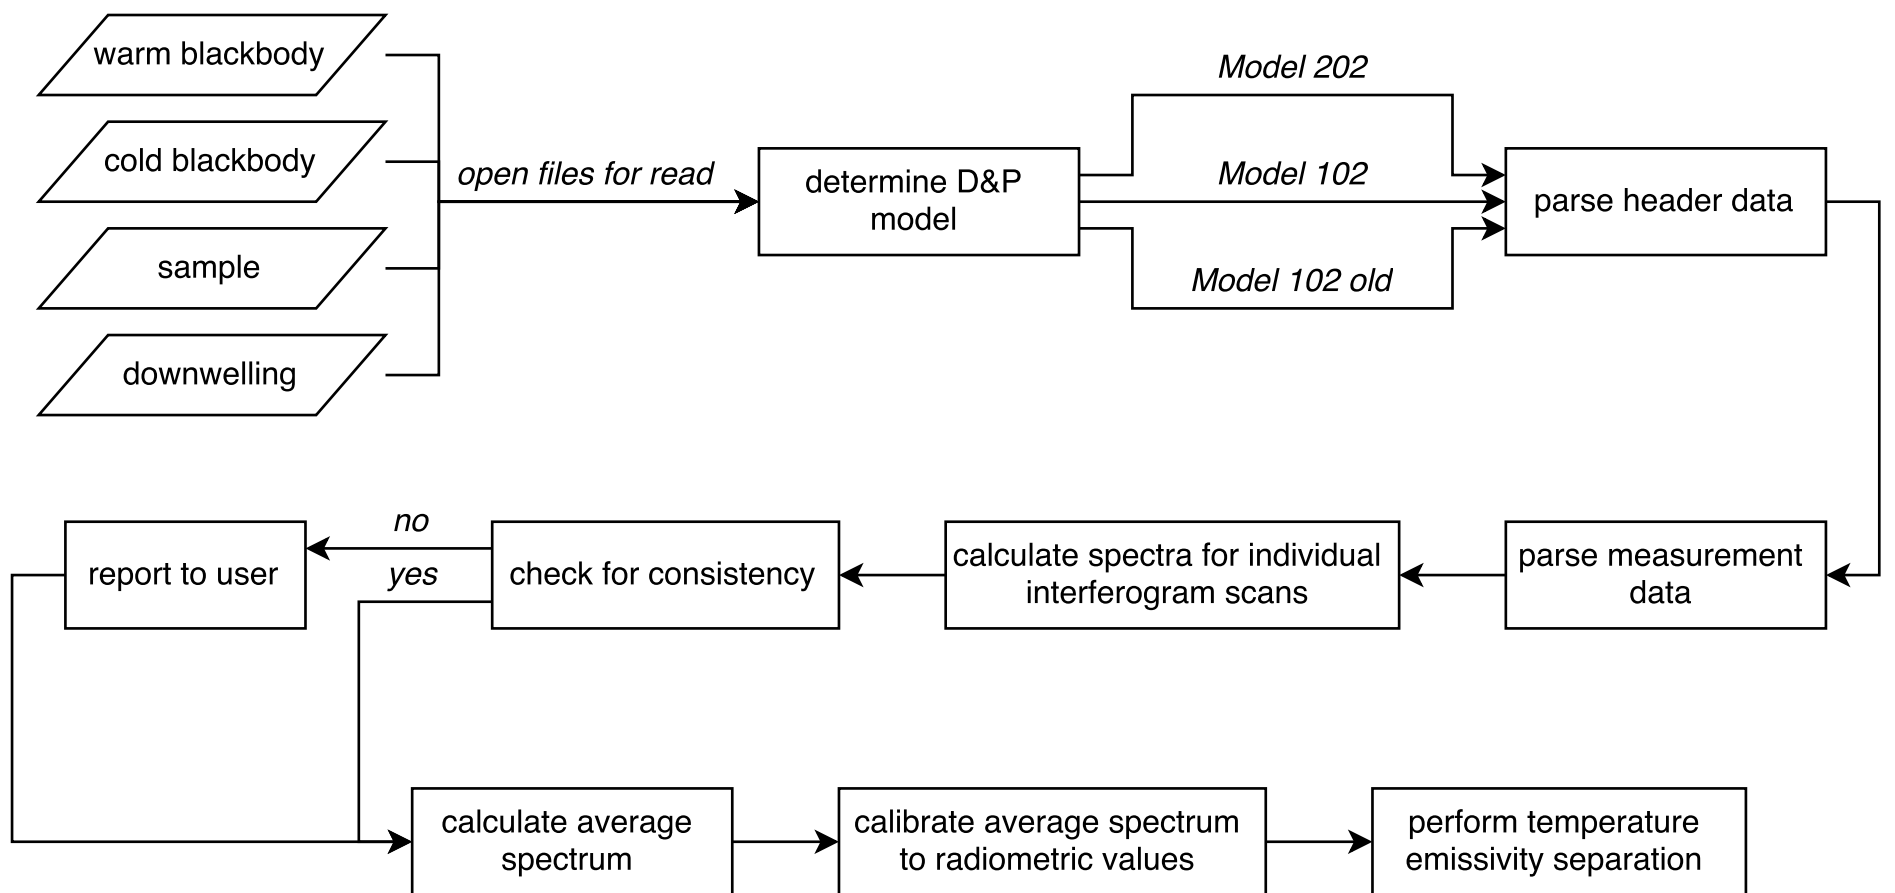 warm blackbody
cold blackbody
sample
downwelling
open files for read
determine D&P
model
Model 202
Model 102
Model 102 old
parse header data
parse measurement
data
calculate spectra for individual
interferogram scans
check for consistency
no
yes
report to user
calculate average
spectrum
calibrate average spectrum
to radiometric values
perform temperature
emissivity separation